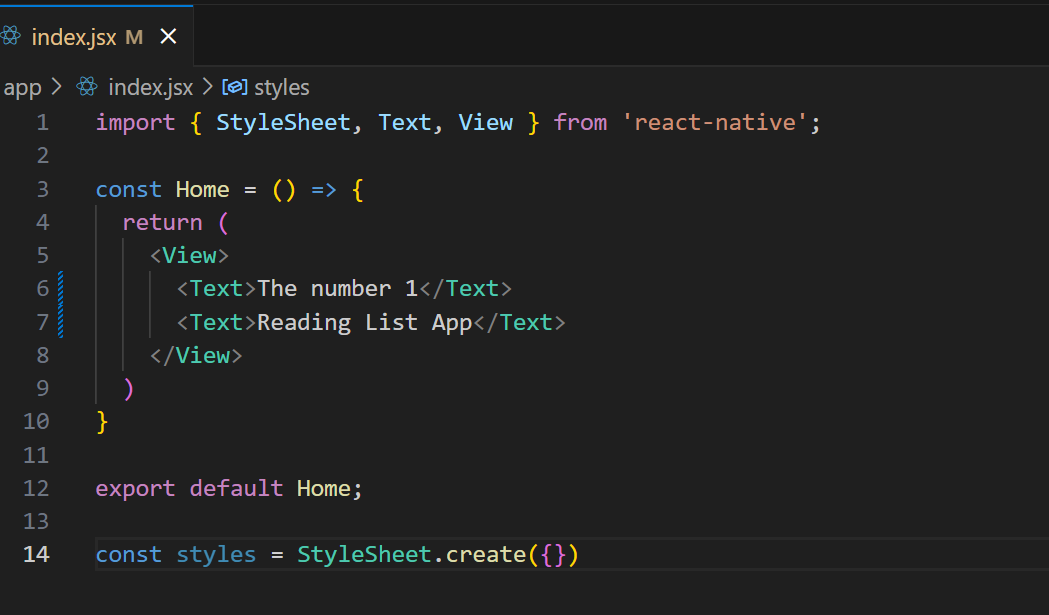 index.jsx M
app > index.jsx > styles
1 import { StyleSheet, Text, View } from 'react-native';
2
3 const Home = () => {
4   return (
5     <View>
6       <Text>The number 1</Text>
7       <Text>Reading List App</Text>
8     </View>
9   )
10 }
11
12 export default Home;
13
14 const styles = StyleSheet.create({})